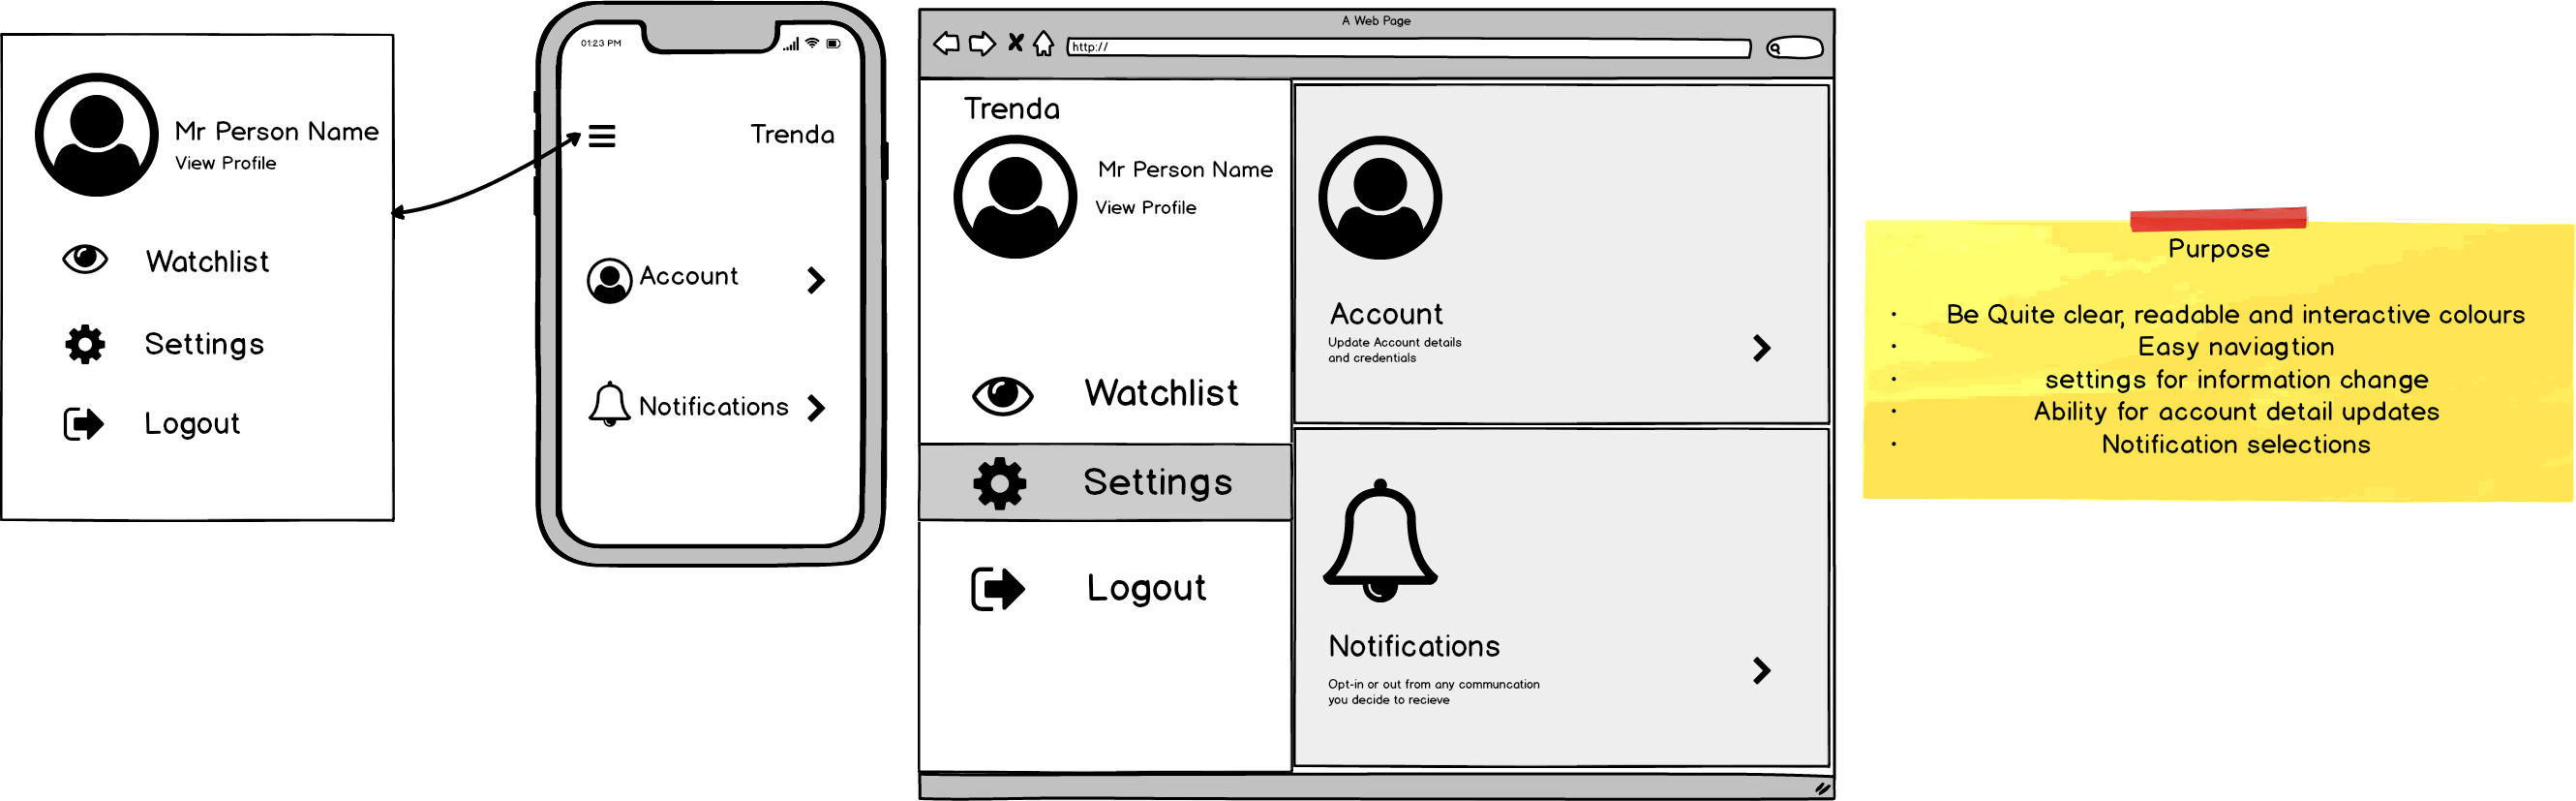 Mr Person Name
View Profile
Watchlist
Settings
Logout
01:23 PM
Trenda
Account
Notifications
A Web Page
http://
Trenda
Mr Person Name
View Profile
Watchlist
Settings
Logout
Account
Update Account details
and credentials
Notifications
Opt-in or out from any communcation
you decide to recieve
Purpose
• Be Quite clear, readable and interactive colours
• Easy naviagtion
• settings for information change
• Ability for account detail updates
• Notification selections